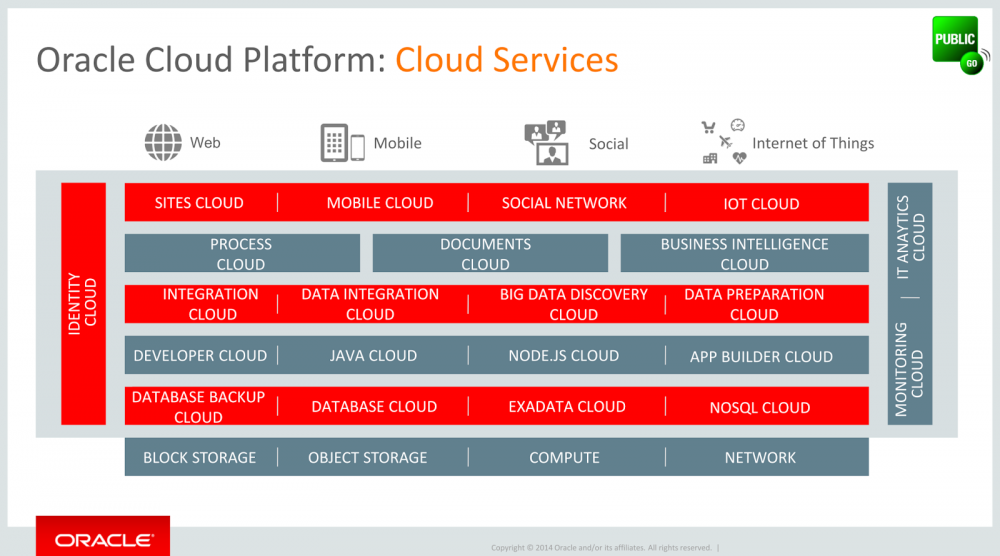 Oracle Cloud Platform: Cloud Services
PUBLIC
GO
Web
Mobile
Social
Internet of Things
IDENTITY
CLOUD
SITES CLOUD
MOBILE CLOUD
SOCIAL NETWORK
IOT CLOUD
PROCESS
CLOUD
DOCUMENTS
CLOUD
BUSINESS INTELLIGENCE
CLOUD
INTEGRATION
CLOUD
DATA INTEGRATION
CLOUD
BIG DATA DISCOVERY
CLOUD
DATA PREPARATION
CLOUD
DEVELOPER CLOUD
JAVA CLOUD
NODE.JS CLOUD
APP BUILDER CLOUD
DATABASE BACKUP
CLOUD
DATABASE CLOUD
EXADATA CLOUD
NOSQL CLOUD
BLOCK STORAGE
OBJECT STORAGE
COMPUTE
NETWORK
IT ANAYTICS
CLOUD
MONITORING
CLOUD
ORACLE®
Copyright © 2014 Oracle and/or its affiliates. All rights reserved. |